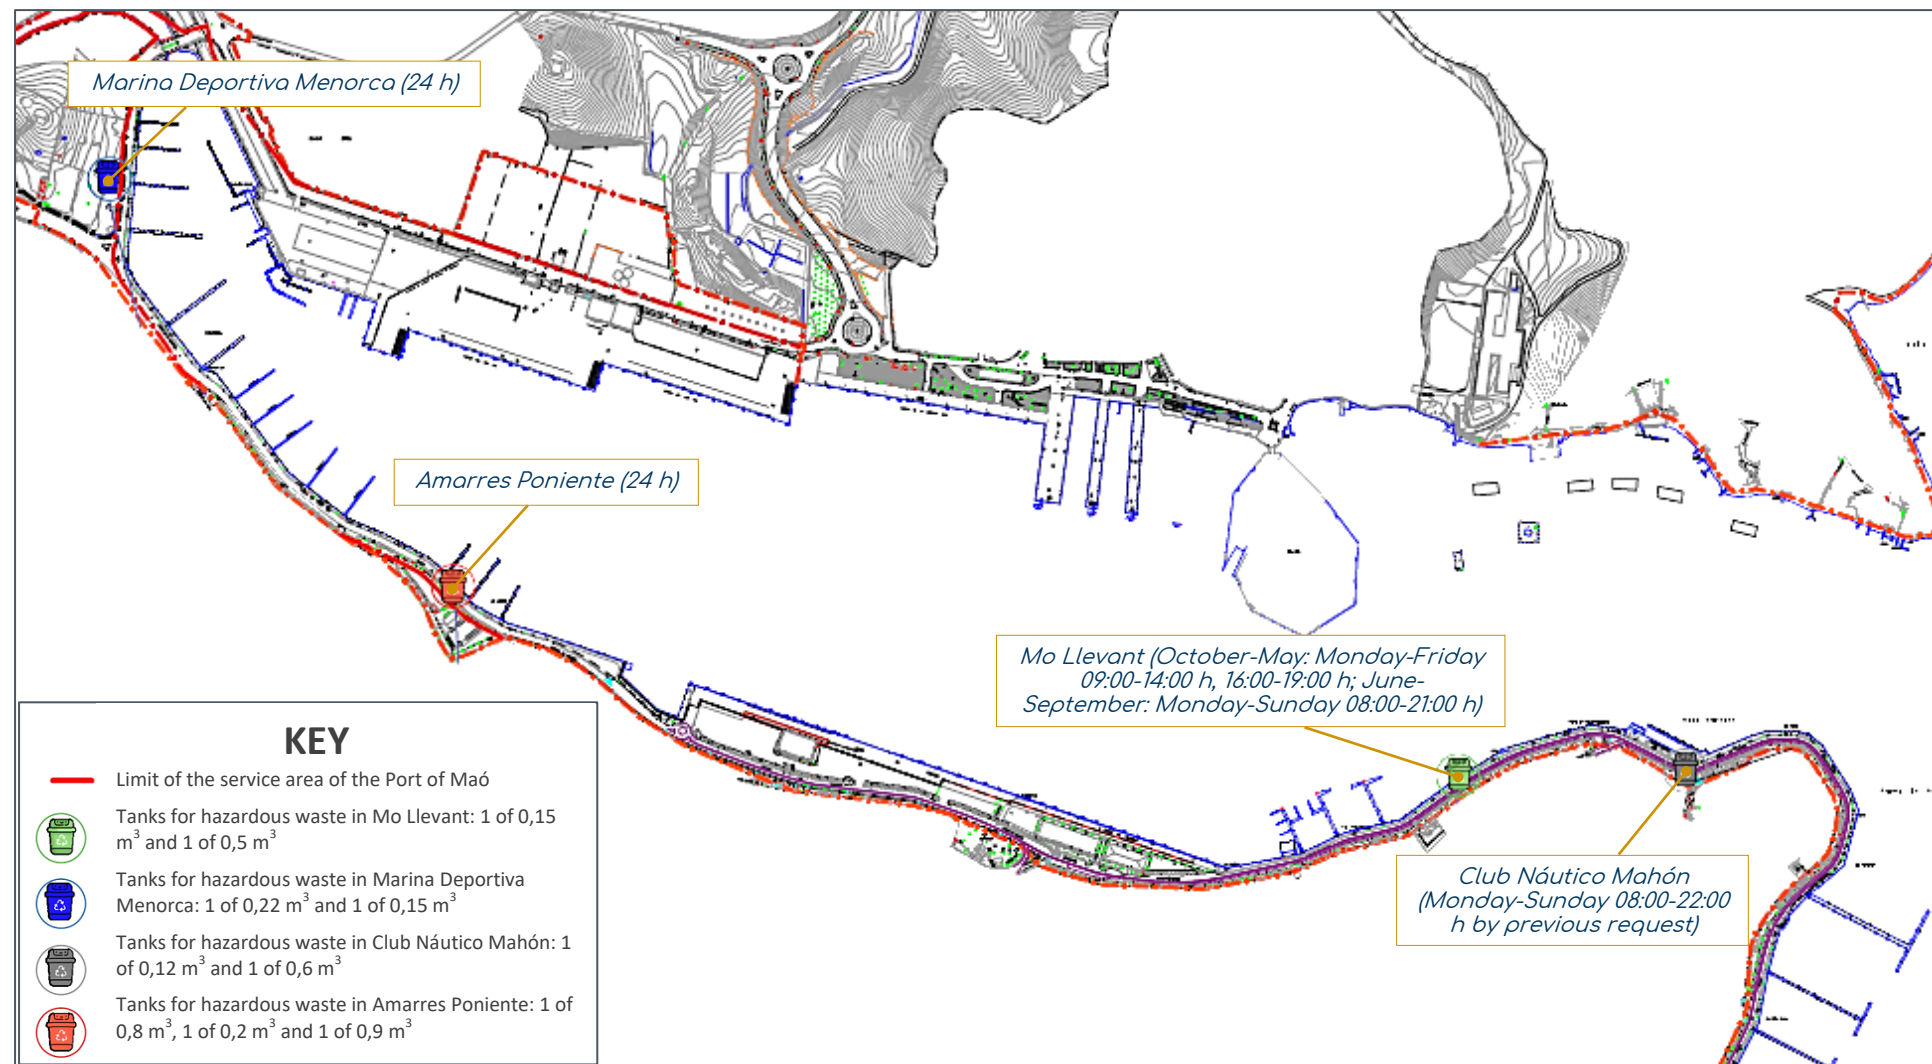 Marina Deportiva Menorca (24 h)
Amarres Poniente (24 h)
Mo Llevant (October-May: Monday-Friday
09:00-14:00 h, 16:00-19:00 h; June-
September: Monday-Sunday 08:00-21:00 h)
Club Náutico Mahón
(Monday-Sunday 08:00-22:00
h by previous request)
KEY
Limit of the service area of the Port of Maó
Tanks for hazardous waste in Mo Llevant: 1 of 0,15
m³ and 1 of 0,5 m³
Tanks for hazardous waste in Marina Deportiva
Menorca: 1 of 0,22 m³ and 1 of 0,15 m³
Tanks for hazardous waste in Club Náutico Mahón: 1
of 0,12 m³ and 1 of 0,6 m³
Tanks for hazardous waste in Amarres Poniente: 1 of
0,8 m³, 1 of 0,2 m³ and 1 of 0,9 m³